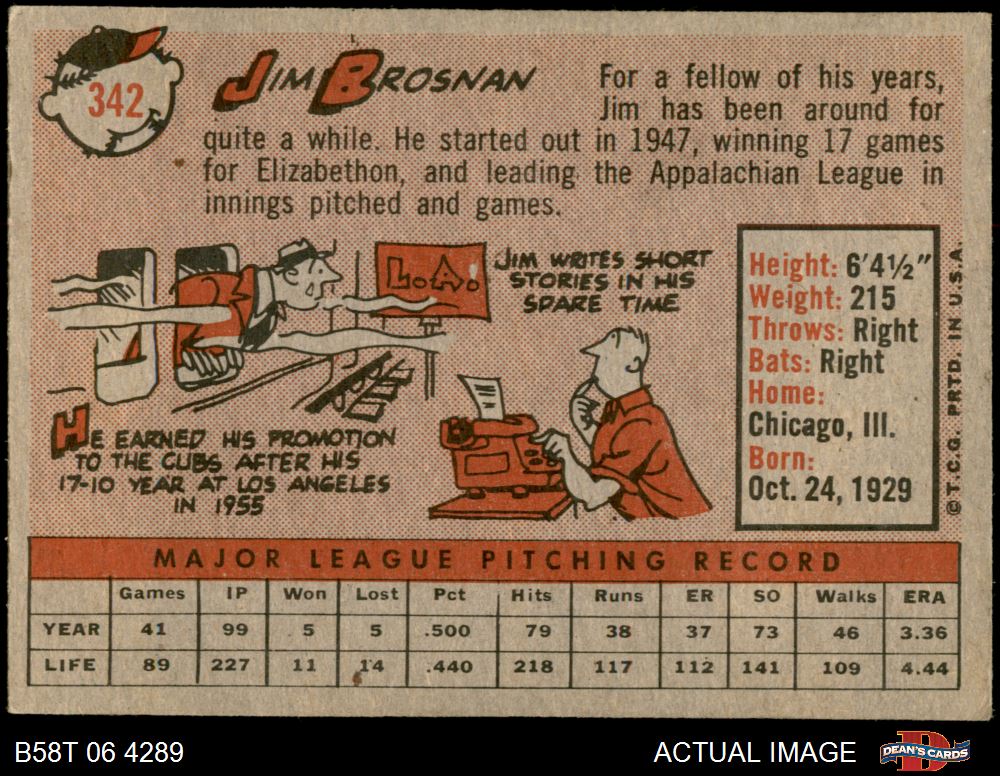 342
JIM BROSNAN
For a fellow of his years,
Jim has been around for
quite a while. He started out in 1947, winning 17 games
for Elizabethon, and leading the Appalachian League in
innings pitched and games.
L.A.
JIM WRITES SHORT
STORIES IN HIS
SPARE TIME
HE EARNED HIS PROMOTION
TO THE CUBS AFTER HIS
17-10 YEAR AT LOS ANGELES
IN 1955
Height: 6'4½"
Weight: 215
Throws: Right
Bats: Right
Home:
Chicago, Ill.
Born:
Oct. 24, 1929
© T.C.G. PRTD. IN U.S.A.
MAJOR LEAGUE PITCHING RECORD
Games IP Won Lost Pct Hits Runs ER SO Walks ERA
YEAR 41 99 5 5 .500 79 38 37 73 46 3.36
LIFE 89 227 11 14 .440 218 117 112 141 109 4.44
B58T 06 4289
ACTUAL IMAGE
D
DEAN'S CARDS